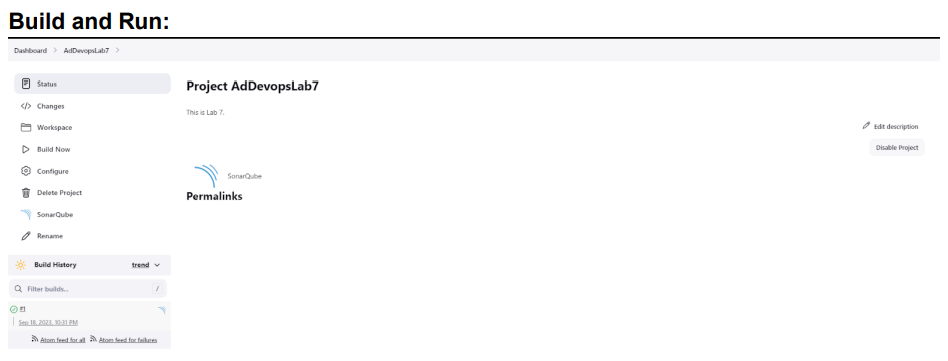 Build and Run:
Dashboard > AdDevopsLab7 >
Status
Changes
Workspace
Build Now
Configure
Delete Project
SonarQube
Rename
Build History trend
Filter builds... /
#1
Sep 18, 2023, 10:31 PM
Atom feed for all Atom feed for failures
Project AdDevopsLab7
This is Lab 7.
Edit description
Disable Project
SonarQube
Permalinks